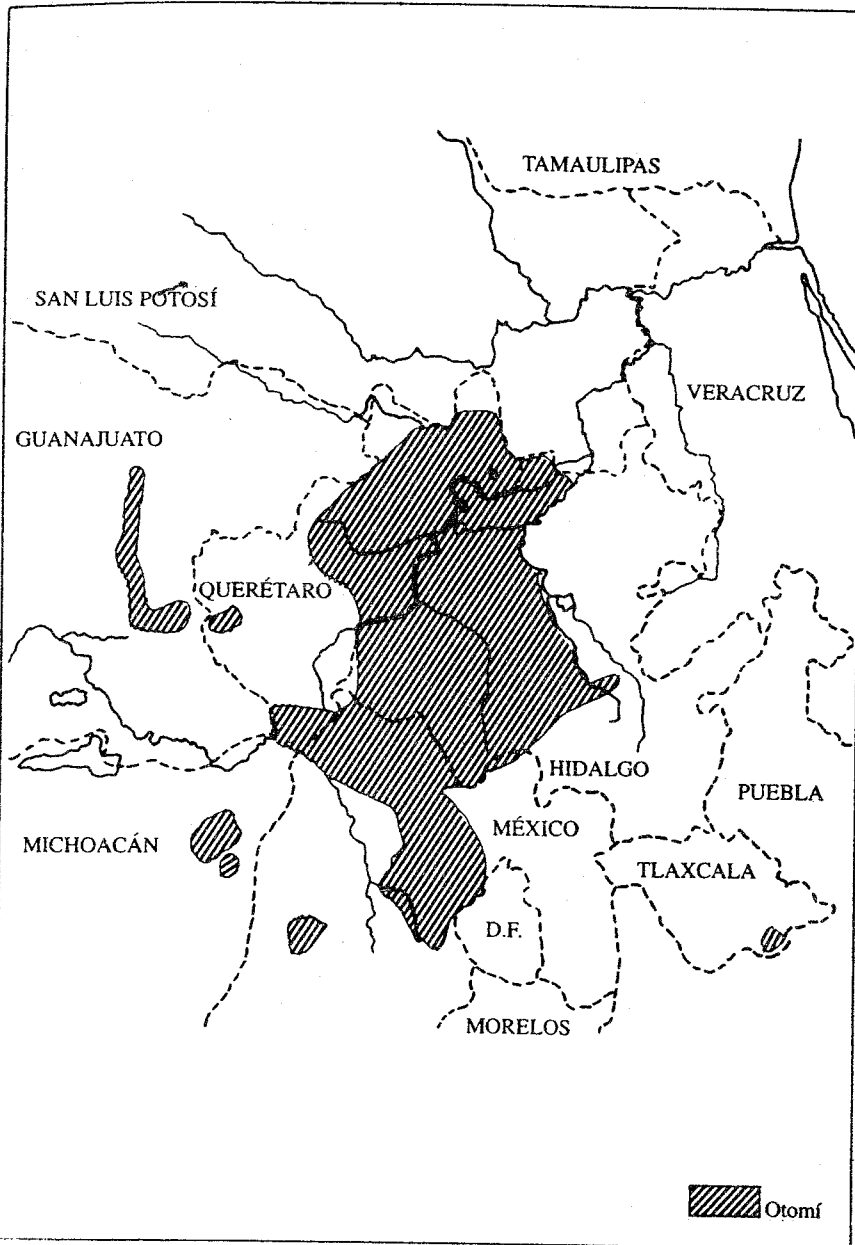 TAMAULIPAS
SAN LUIS POTOSÍ
VERACRUZ
GUANAJUATO
QUERÉTARO
HIDALGO
PUEBLA
MÉXICO
MICHOACÁN
TLAXCALA
D.F.
MORELOS
Otomí